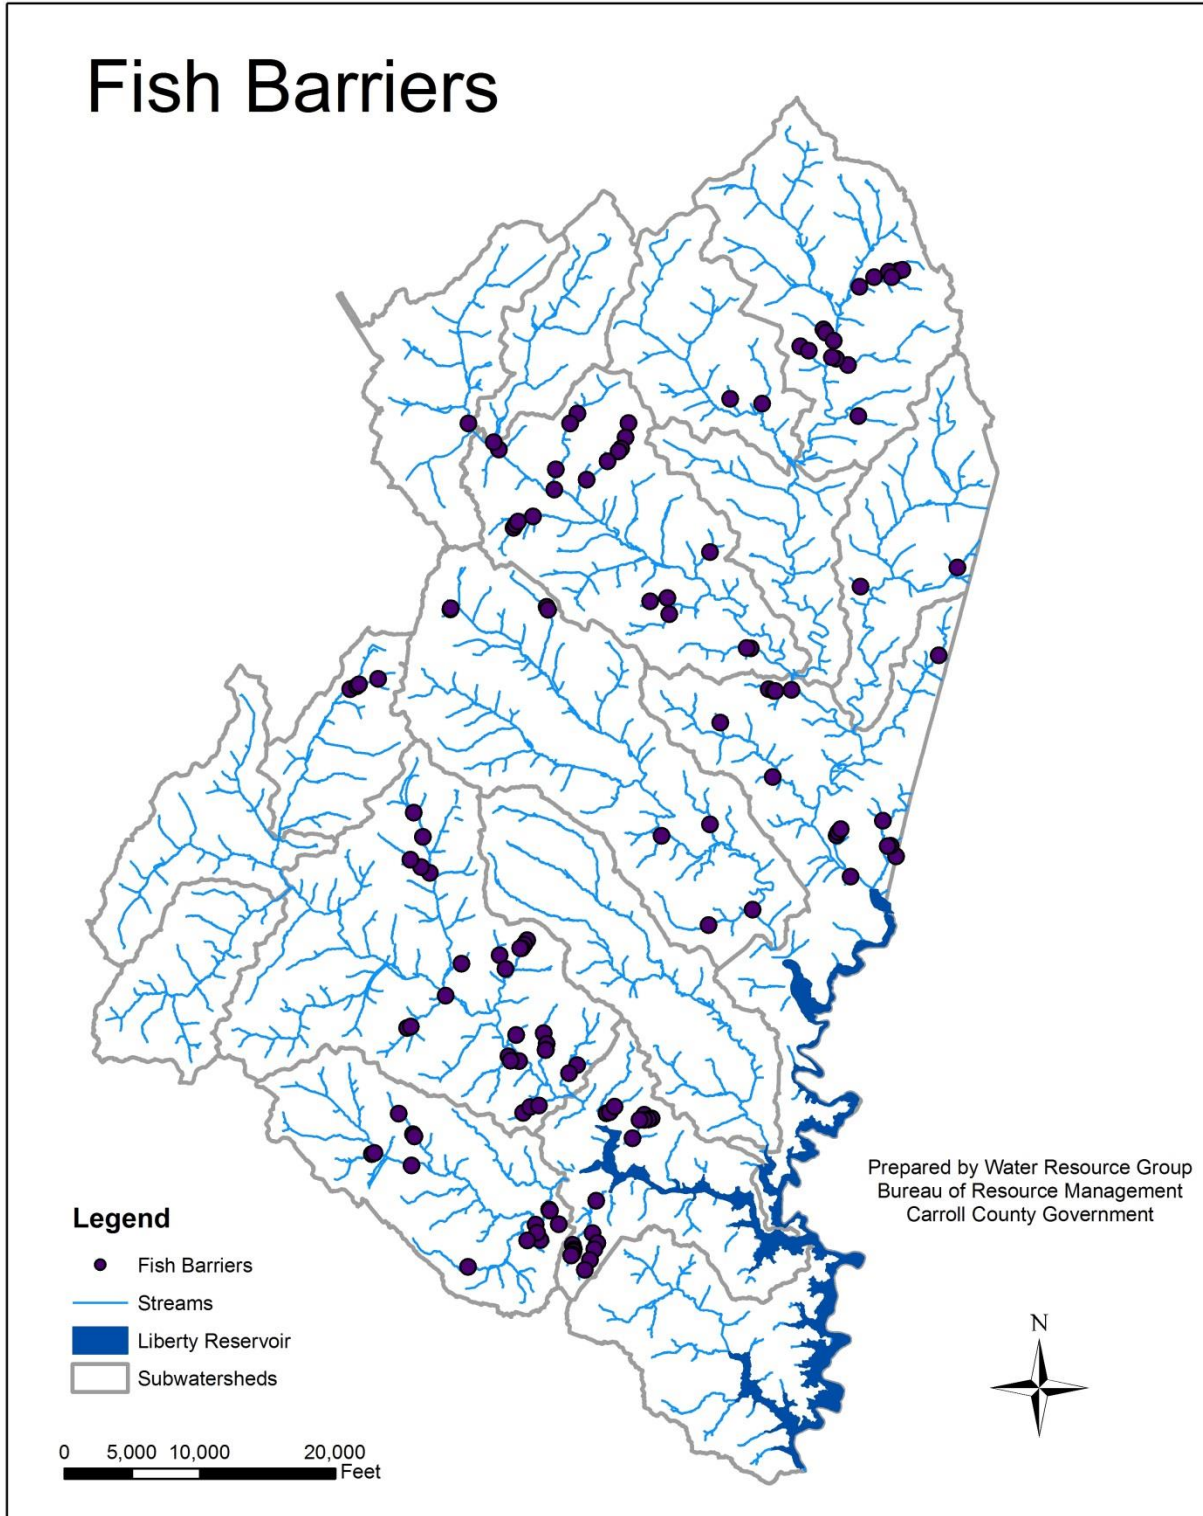 Fish Barriers
Prepared by Water Resource Group
Bureau of Resource Management
Carroll County Government
Legend
Fish Barriers
Streams
Liberty Reservoir
Subwatersheds
N
0 5,000 10,000 20,000
Feet